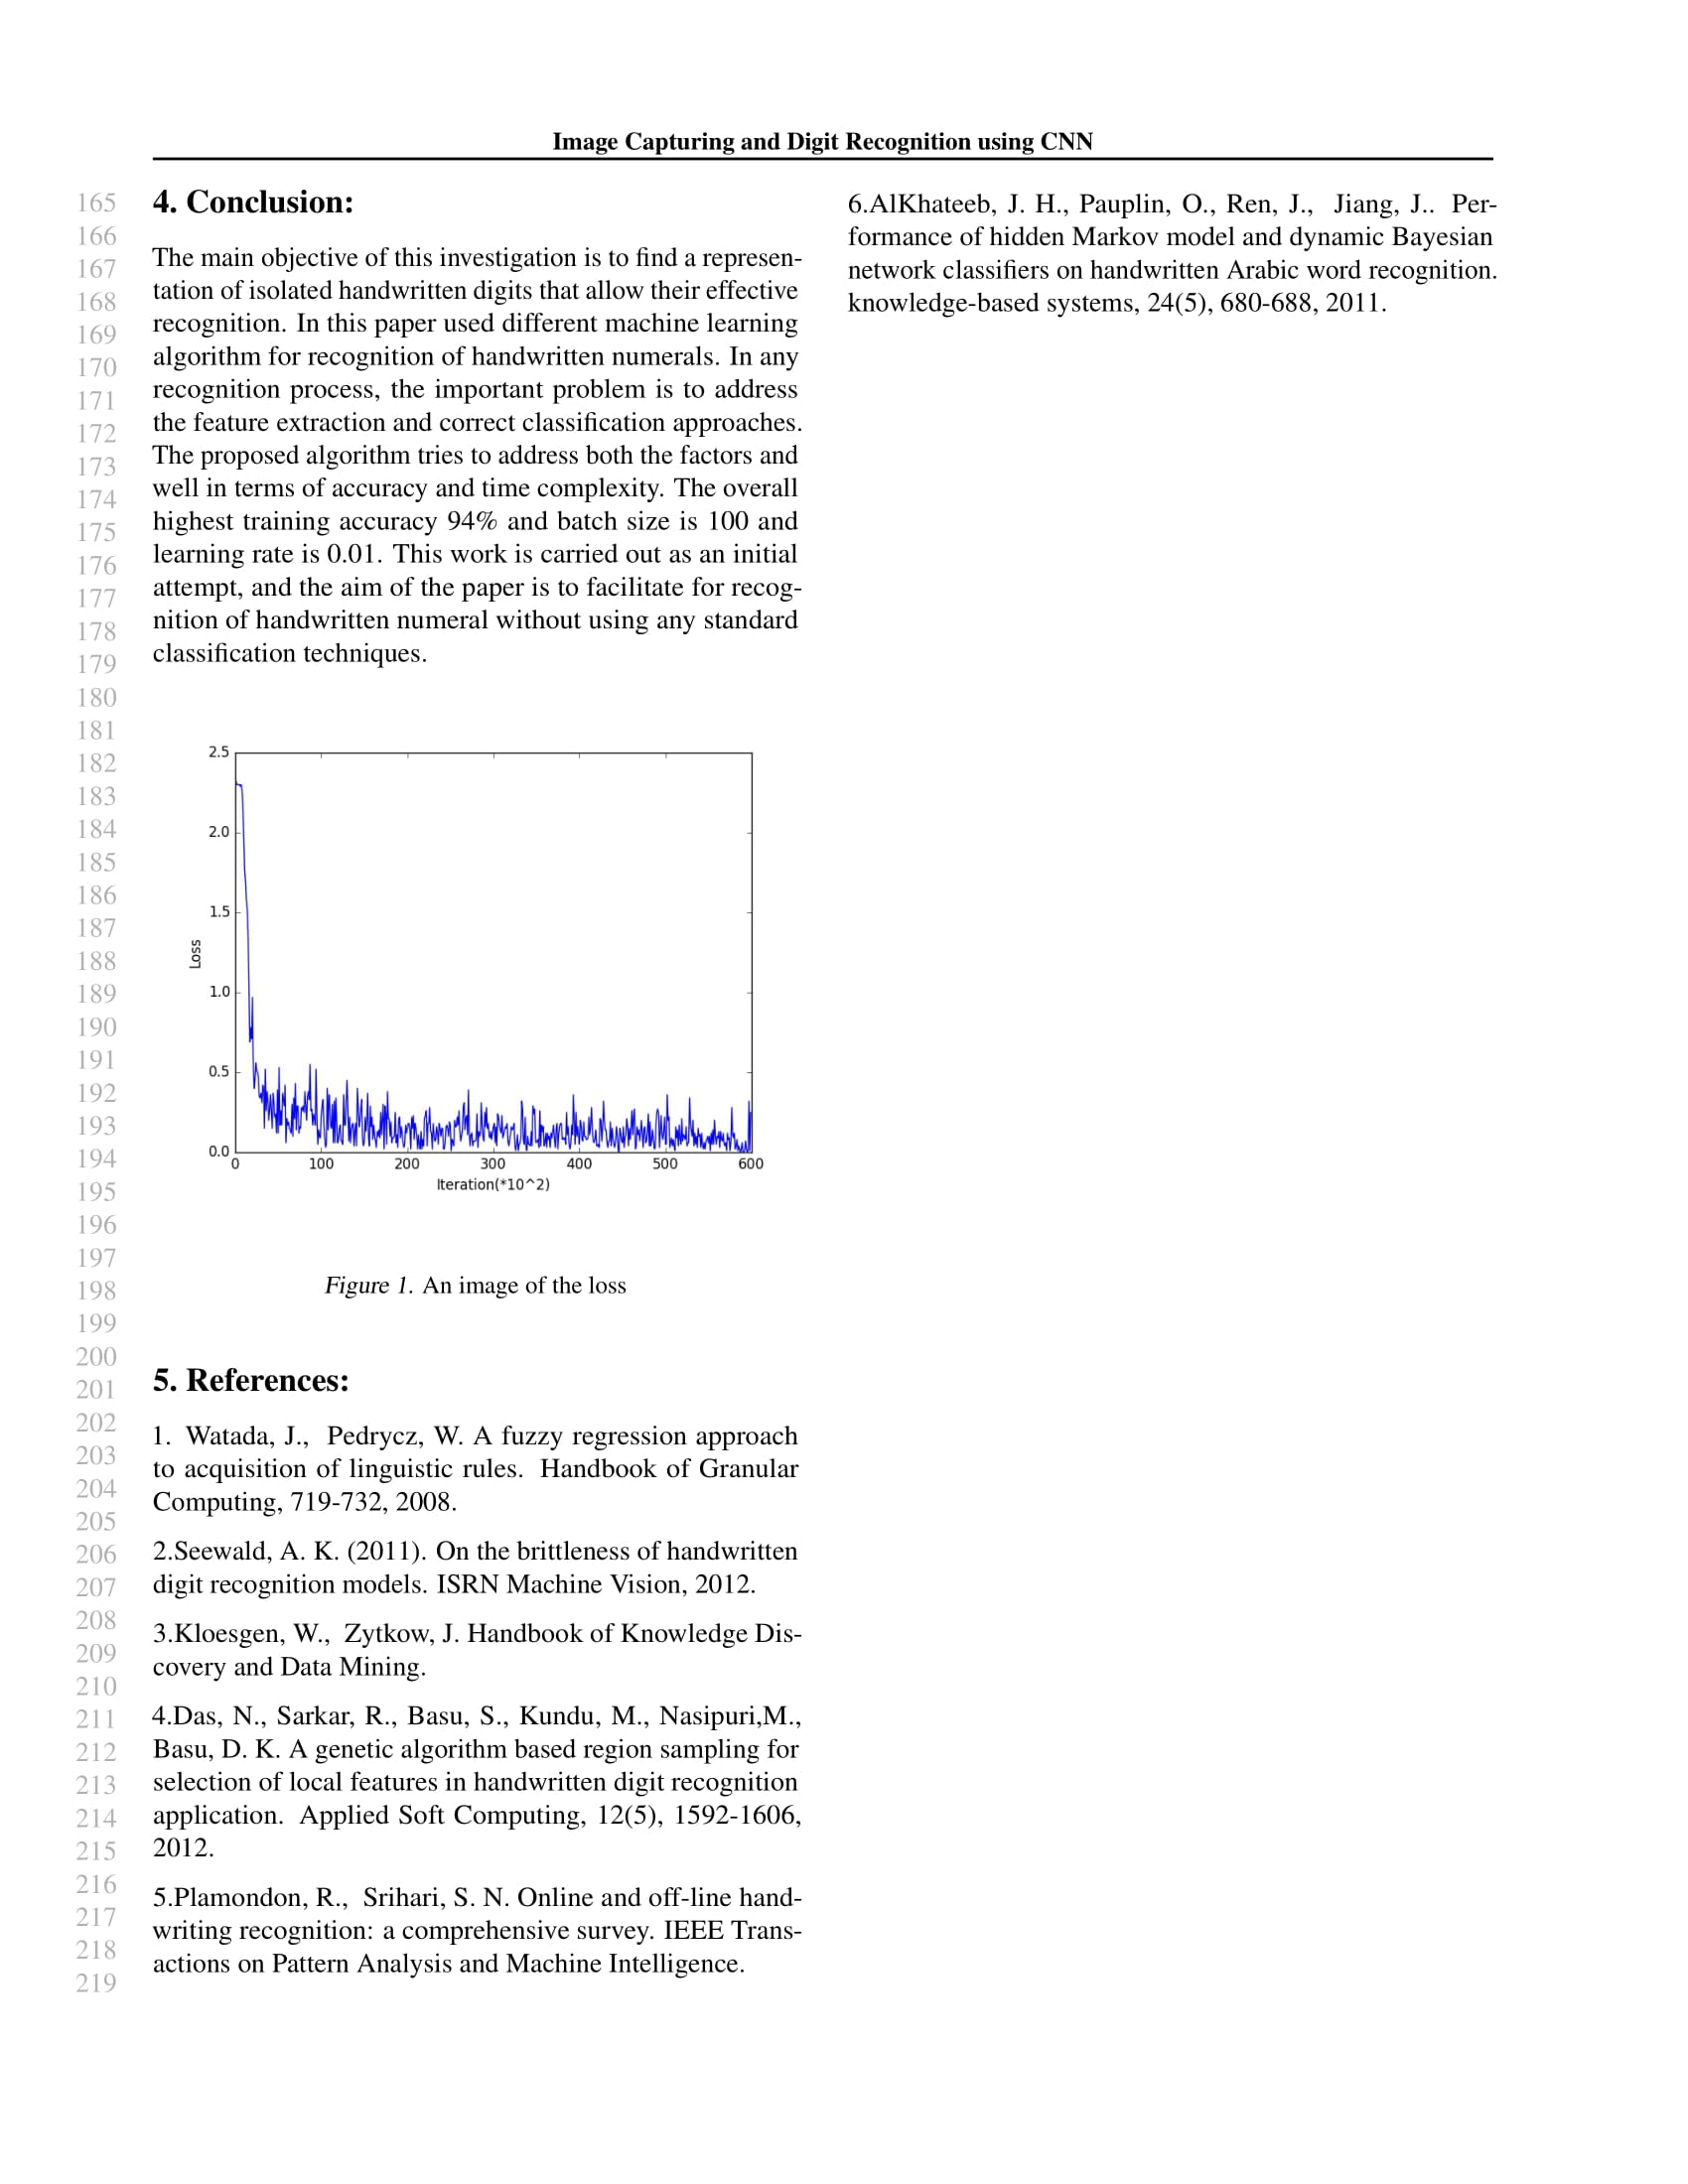 Image Capturing and Digit Recognition using CNN
165
166
167
168
169
170
171
172
173
174
175
176
177
178
179
180
181
182
183
184
185
186
187
188
189
190
191
192
193
194
195
196
197
198
199
200
201
202
203
204
205
206
207
208
209
210
211
212
213
214
215
216
217
218
219
4. Conclusion:
The main objective of this investigation is to find a represen-
tation of isolated handwritten digits that allow their effective
recognition. In this paper used different machine learning
algorithm for recognition of handwritten numerals. In any
recognition process, the important problem is to address
the feature extraction and correct classification approaches.
The proposed algorithm tries to address both the factors and
well in terms of accuracy and time complexity. The overall
highest training accuracy 94% and batch size is 100 and
learning rate is 0.01. This work is carried out as an initial
attempt, and the aim of the paper is to facilitate for recog-
nition of handwritten numeral without using any standard
classification techniques.
2.5
2.0
1.5
1.0
0.5
0.0
Loss
0 100 200 300 400 500 600
Iteration(*10^2)
Figure 1. An image of the loss
5. References:
1. Watada, J., Pedrycz, W. A fuzzy regression approach
to acquisition of linguistic rules. Handbook of Granular
Computing, 719-732, 2008.
2.Seewald, A. K. (2011). On the brittleness of handwritten
digit recognition models. ISRN Machine Vision, 2012.
3.Kloesgen, W., Zytkow, J. Handbook of Knowledge Dis-
covery and Data Mining.
4.Das, N., Sarkar, R., Basu, S., Kundu, M., Nasipuri,M.,
Basu, D. K. A genetic algorithm based region sampling for
selection of local features in handwritten digit recognition
application. Applied Soft Computing, 12(5), 1592-1606,
2012.
5.Plamondon, R., Srihari, S. N. Online and off-line hand-
writing recognition: a comprehensive survey. IEEE Trans-
actions on Pattern Analysis and Machine Intelligence.
6.AlKhateeb, J. H., Pauplin, O., Ren, J., Jiang, J.. Per-
formance of hidden Markov model and dynamic Bayesian
network classifiers on handwritten Arabic word recognition.
knowledge-based systems, 24(5), 680-688, 2011.